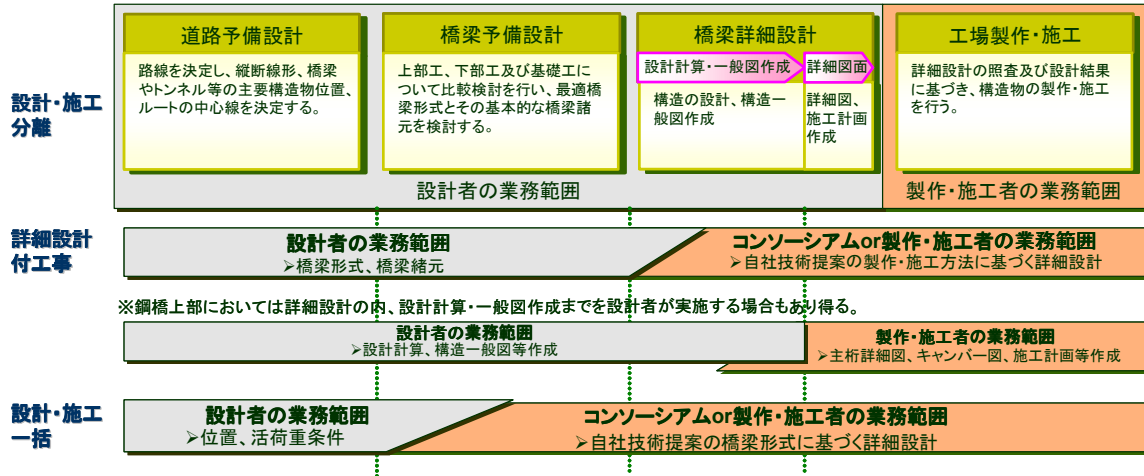 道路予備設計
路線を決定し、縦断線形、橋梁
やトンネル等の主要構造物位置、
ルートの中心線を決定する。
橋梁予備設計
上部工、下部工及び基礎工に
ついて比較検討を行い、最適橋
梁形式とその基本的な橋梁諸
元を検討する。
橋梁詳細設計
設計計算・一般図作成
詳細図面
構造の設計、構造一
般図作成
詳細図、
施工計画
作成
工場製作・施工
詳細設計の照査及び設計結果
に基づき、構造物の製作・施工
を行う。
設計・施工
分離
設計者の業務範囲
製作・施工者の業務範囲
詳細設計
付工事
設計者の業務範囲
➢橋梁形式、橋梁緒元
コンソーシアムor製作・施工者の業務範囲
➢自社技術提案の製作・施工方法に基づく詳細設計
※鋼橋上部においては詳細設計の内、設計計算・一般図作成までを設計者が実施する場合もあり得る。
設計者の業務範囲
➢設計計算、構造一般図等作成
製作・施工者の業務範囲
➢主桁詳細図、キャンバー図、施工計画等作成
設計・施工
一括
設計者の業務範囲
➢位置、活荷重条件
コンソーシアムor製作・施工者の業務範囲
➢自社技術提案の橋梁形式に基づく詳細設計